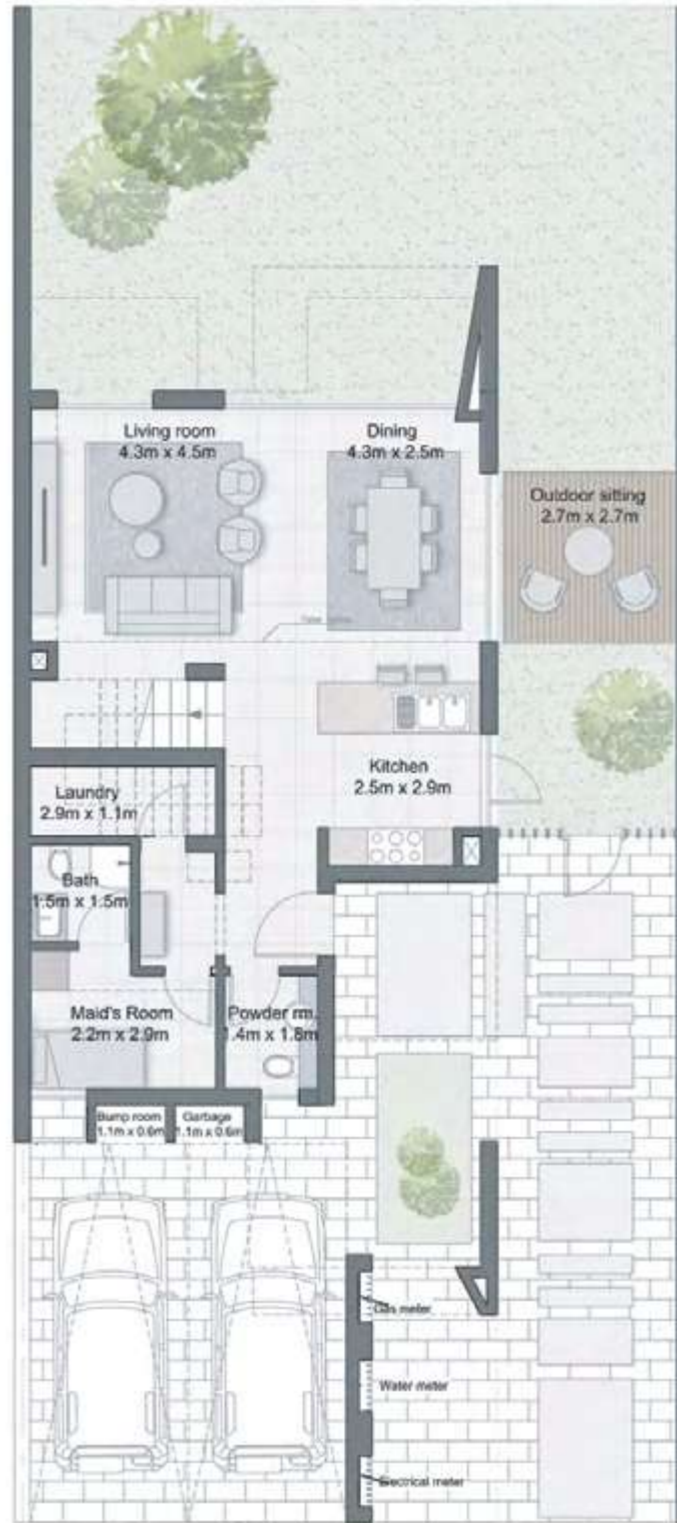 Living room
4.3m x 4.5m
Dining
4.3m x 2.5m
Outdoor sitting
2.7m x 2.7m
Kitchen
2.5m x 2.9m
Laundry
2.9m x 1.1m
Bath
1.5m x 1.5m
Maid's Room
2.2m x 2.9m
Powder rm.
1.4m x 1.8m
Bump room
1.1m x 0.6m
Garbage
1.1m x 0.6m
Gas meter
Water meter
Electrical meter